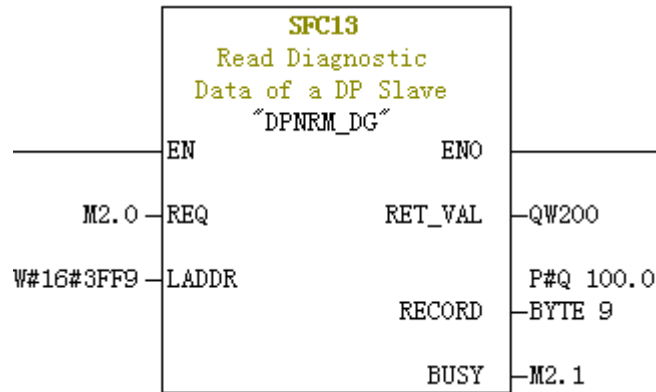 SFC13
Read Diagnostic
Data of a DP Slave
"DPNRM_DG"
EN ENO
M2.0 REQ RET_VAL QW200
W#16#3FF9 LADDR P#Q 100.0
RECORD BYTE 9
BUSY M2.1